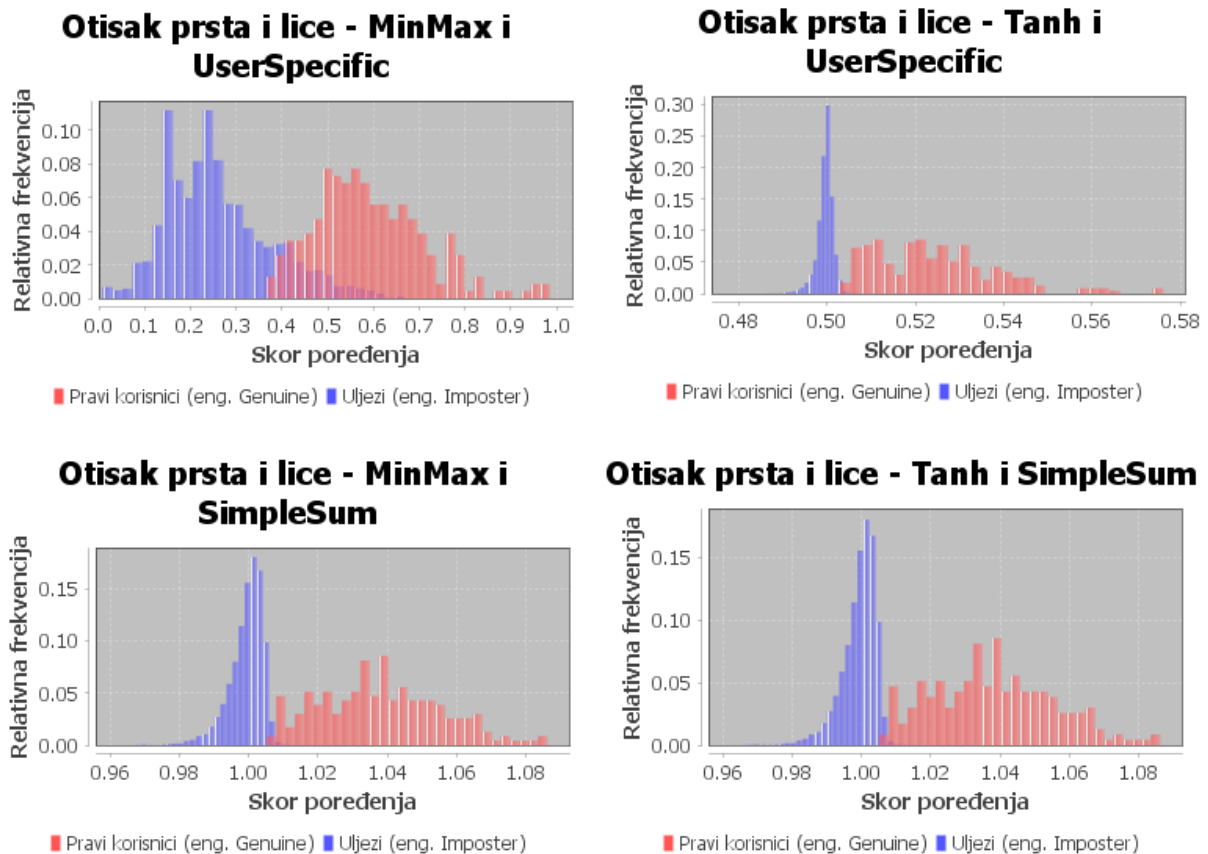 Otisak prsta i lice - MinMax i
UserSpecific
Relativna frekvencija
0.10
0.08
0.06
0.04
0.02
0.00
0.0 0.1 0.2 0.3 0.4 0.5 0.6 0.7 0.8 0.9 1.0
Skor poređenja
Pravi korisnici (eng. Genuine) Uljezi (eng. Imposter)
Otisak prsta i lice - Tanh i
UserSpecific
Relativna frekvencija
0.30
0.25
0.20
0.15
0.10
0.05
0.00
0.48 0.50 0.52 0.54 0.56 0.58
Skor poređenja
Pravi korisnici (eng. Genuine) Uljezi (eng. Imposter)
Otisak prsta i lice - MinMax i
SimpleSum
Relativna frekvencija
0.15
0.10
0.05
0.00
0.96 0.98 1.00 1.02 1.04 1.06 1.08
Skor poređenja
Pravi korisnici (eng. Genuine) Uljezi (eng. Imposter)
Otisak prsta i lice - Tanh i SimpleSum
Relativna frekvencija
0.15
0.10
0.05
0.00
0.96 0.98 1.00 1.02 1.04 1.06 1.08
Skor poređenja
Pravi korisnici (eng. Genuine) Uljezi (eng. Imposter)